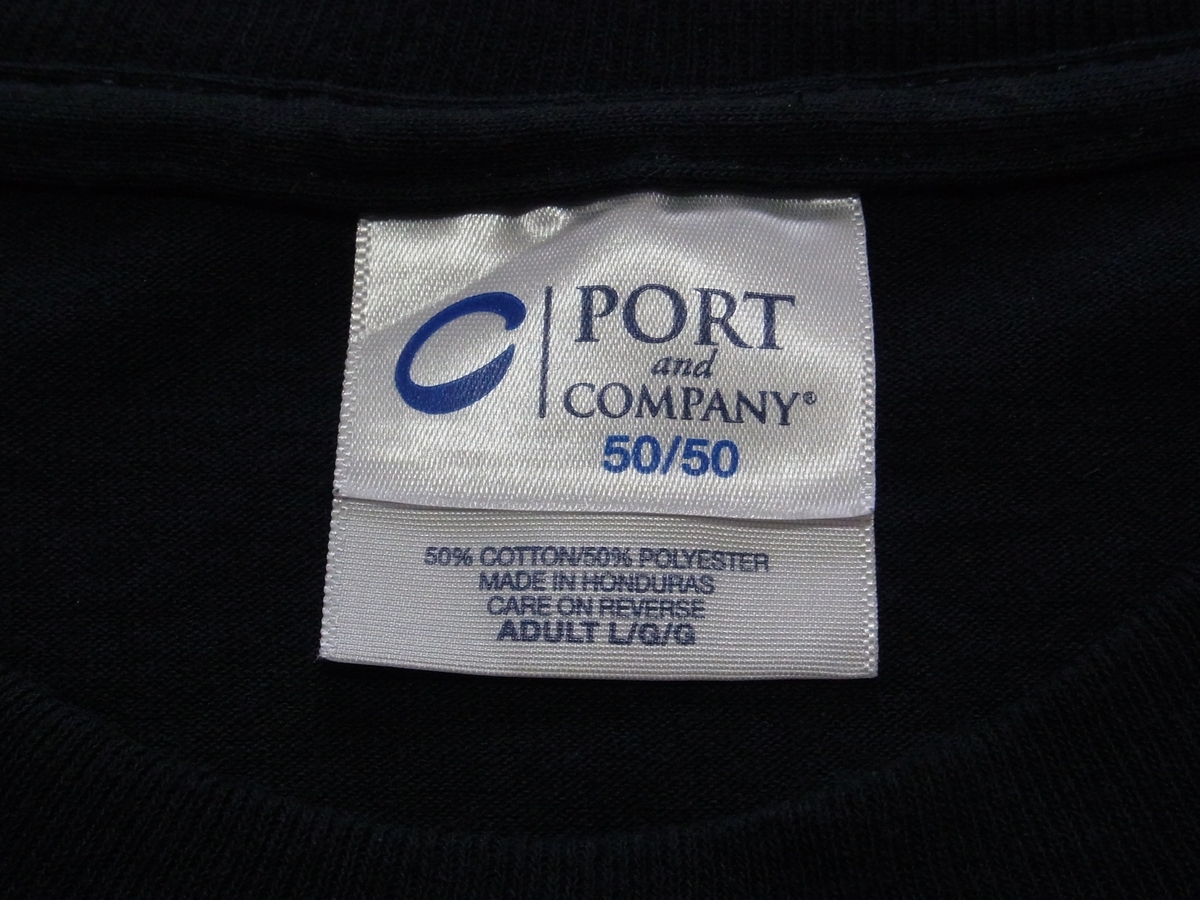 PORT
and
COMPANY®
50/50
50% COTTON/50% POLYESTER
MADE IN HONDURAS
CARE ON REVERSE
ADULT L/G/G